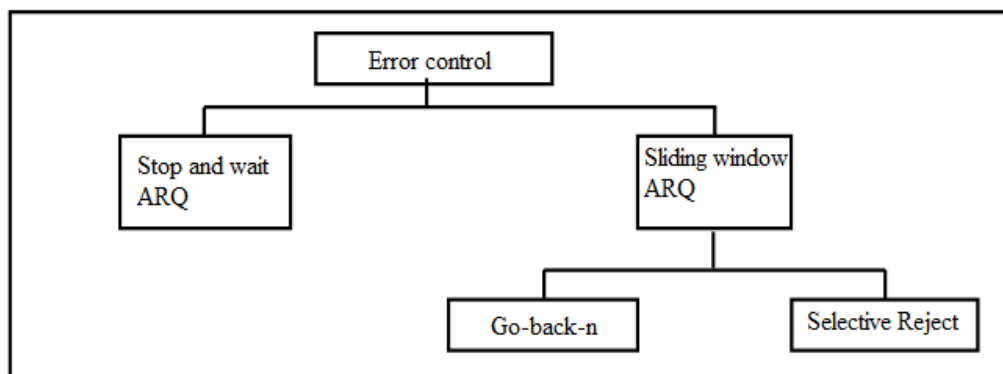 Error control
Stop and wait
ARQ
Sliding window
ARQ
Go-back-n
Selective Reject